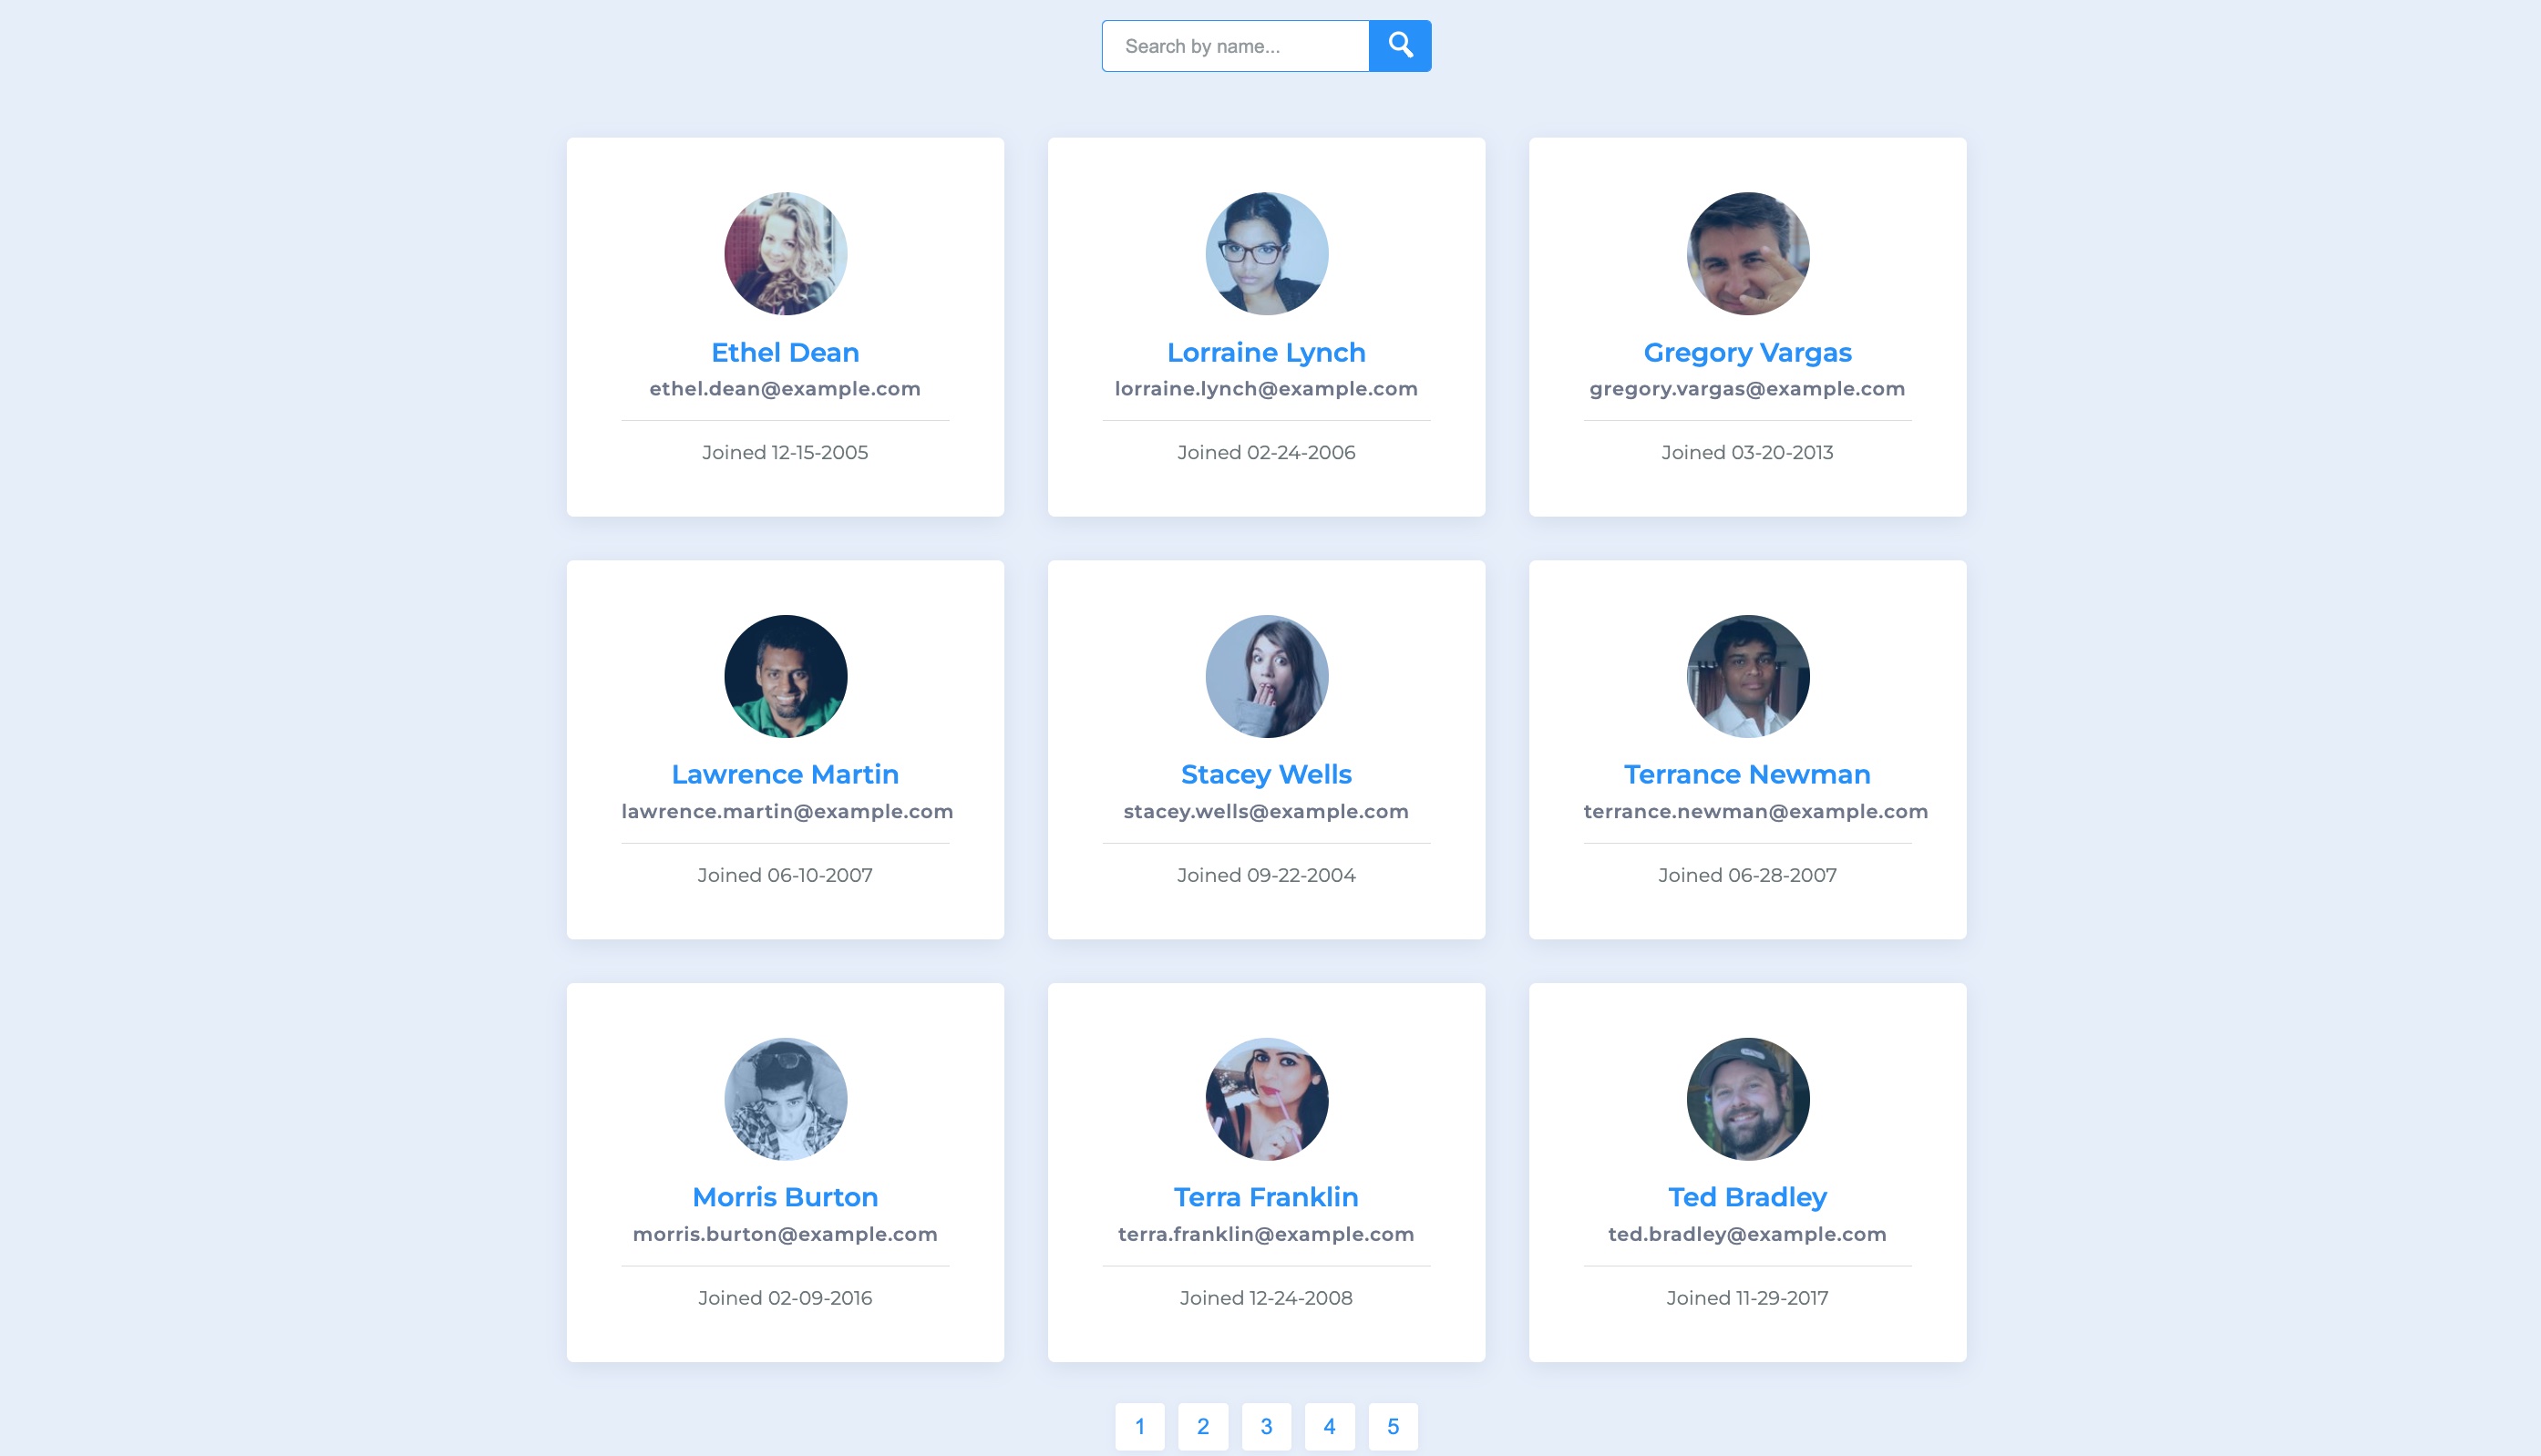 Search by name...
Ethel Dean
ethel.dean@example.com
Joined 12-15-2005
Lorraine Lynch
lorraine.lynch@example.com
Joined 02-24-2006
Gregory Vargas
gregory.vargas@example.com
Joined 03-20-2013
Lawrence Martin
lawrence.martin@example.com
Joined 06-10-2007
Stacey Wells
stacey.wells@example.com
Joined 09-22-2004
Terrance Newman
terrance.newman@example.com
Joined 06-28-2007
Morris Burton
morris.burton@example.com
Joined 02-09-2016
Terra Franklin
terra.franklin@example.com
Joined 12-24-2008
Ted Bradley
ted.bradley@example.com
Joined 11-29-2017
1 2 3 4 5